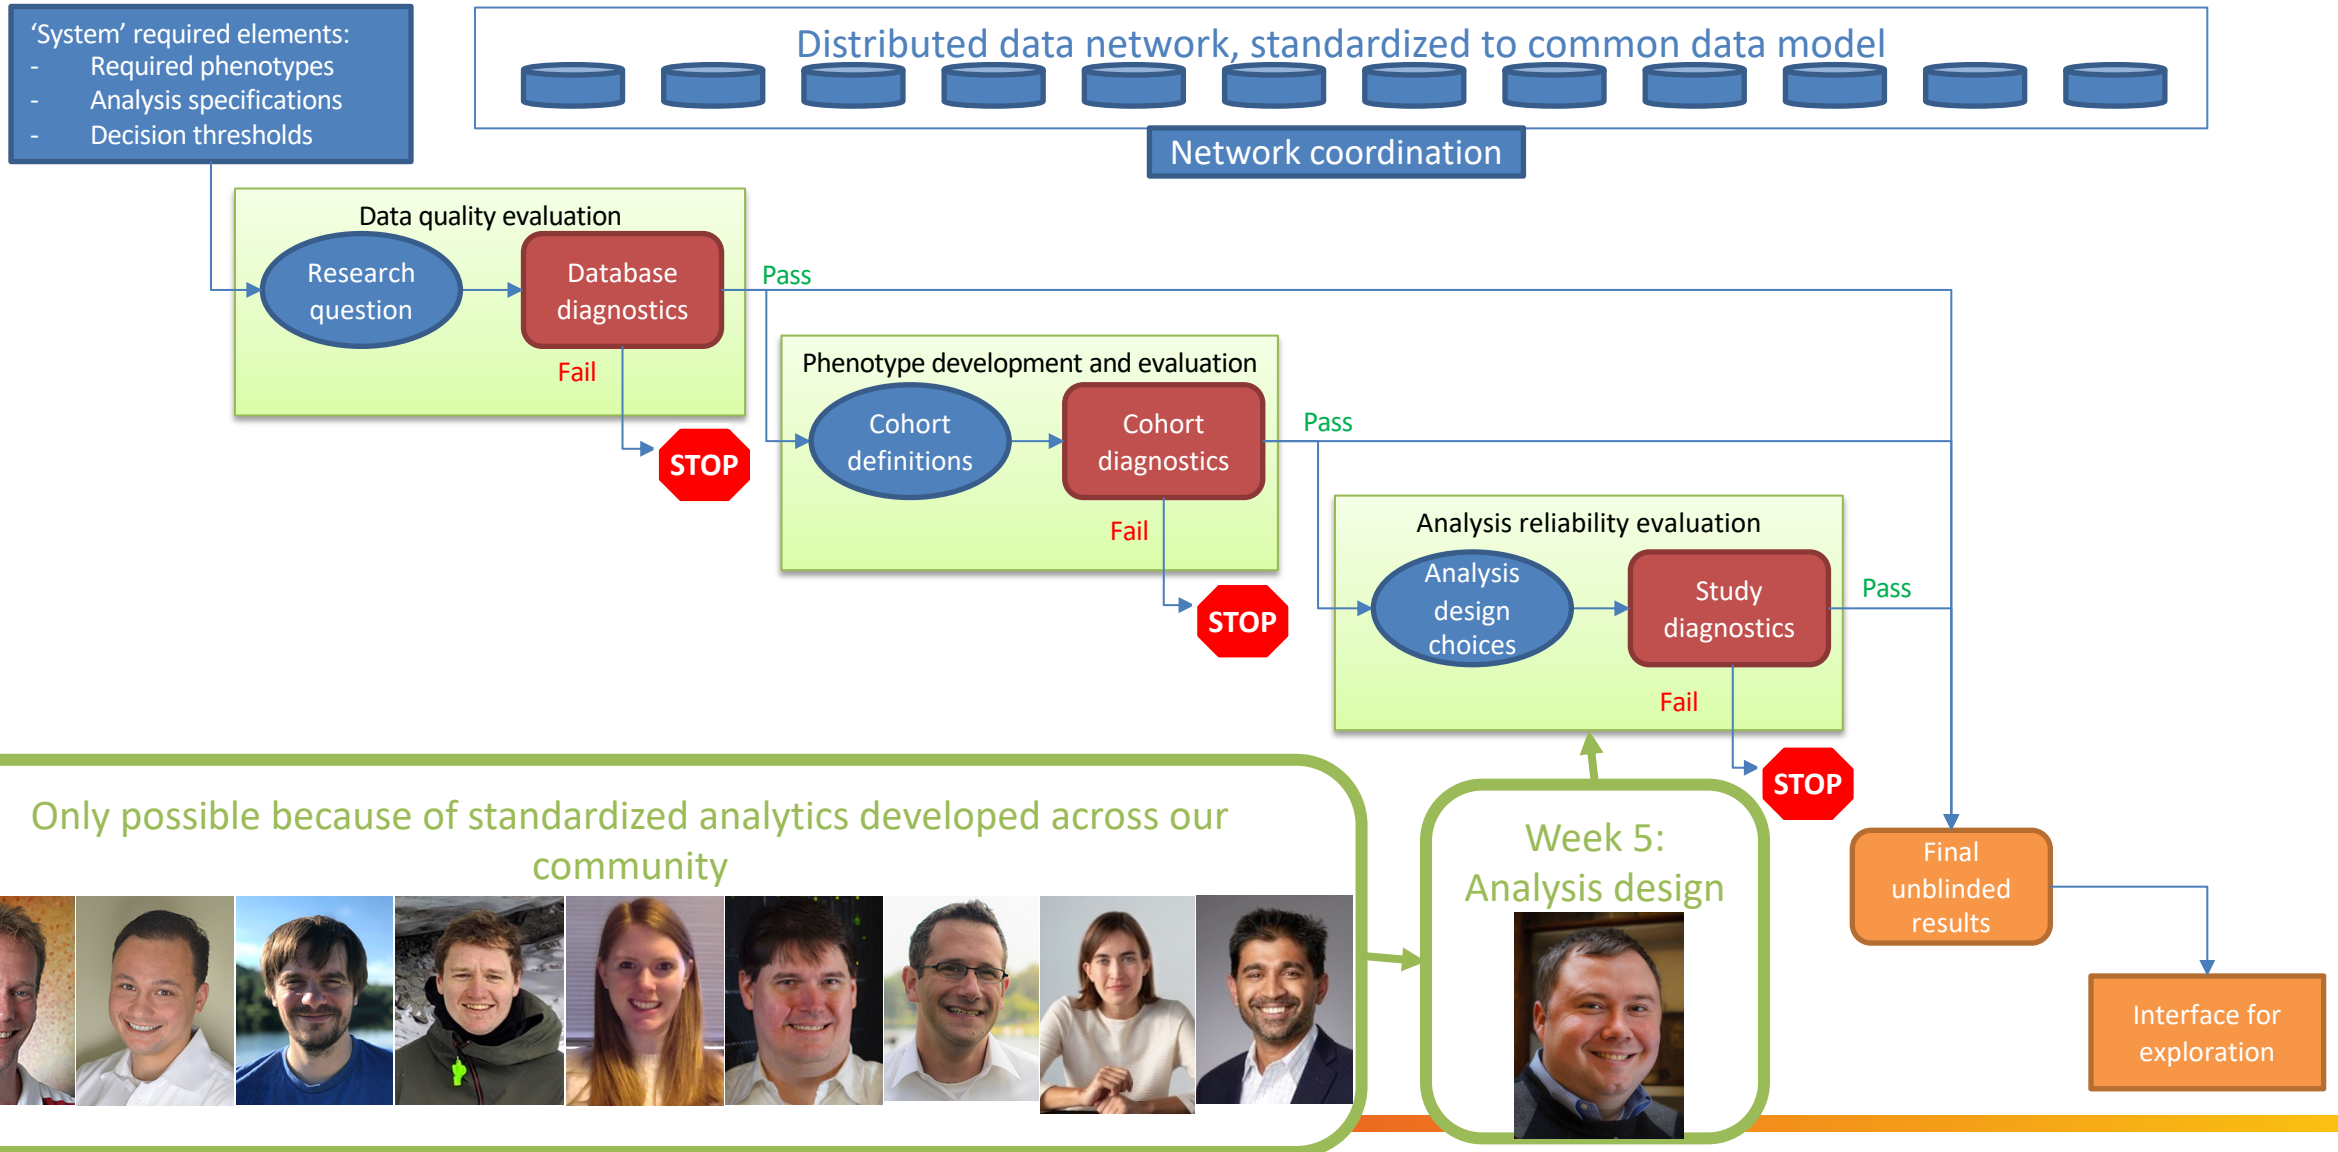 ‘System’ required elements:
- Required phenotypes
- Analysis specifications
- Decision thresholds
Distributed data network, standardized to common data model
Network coordination
Data quality evaluation
Research
question
Database
diagnostics
Pass
Fail
STOP
Phenotype development and evaluation
Cohort
definitions
Cohort
diagnostics
Pass
Fail
STOP
Analysis reliability evaluation
Analysis
design
choices
Study
diagnostics
Pass
Fail
STOP
Only possible because of standardized analytics developed across our
community
Week 5:
Analysis design
Final
unblinded
results
Interface for
exploration